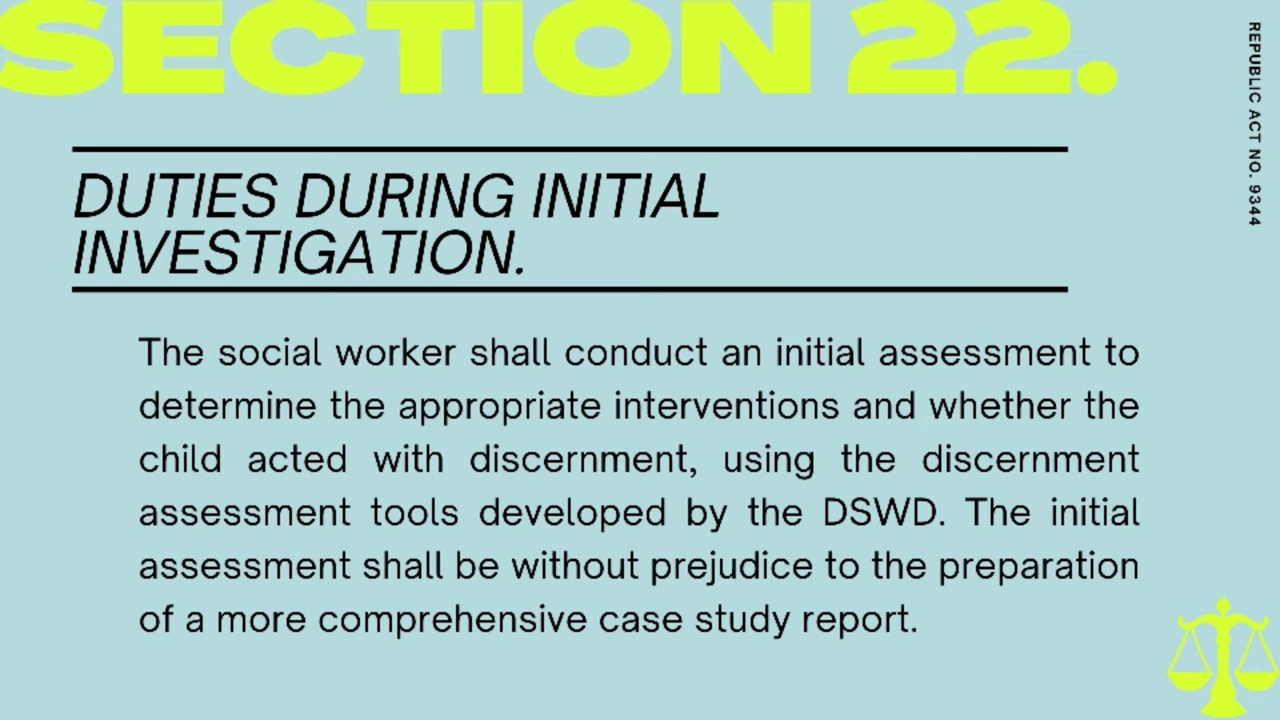 SECTION 22.
REPUBLIC ACT NO. 9344
DUTIES DURING INITIAL
INVESTIGATION.
The social worker shall conduct an initial assessment to
determine the appropriate interventions and whether the
child acted with discernment, using the discernment
assessment tools developed by the DSWD. The initial
assessment shall be without prejudice to the preparation
of a more comprehensive case study report.